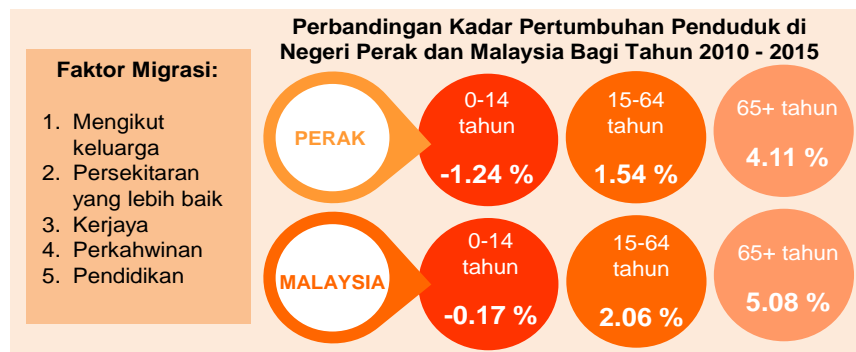 Perbandingan Kadar Pertumbuhan Penduduk di
Negeri Perak dan Malaysia Bagi Tahun 2010 - 2015
Faktor Migrasi:
1. Mengikut
keluarga
2. Persekitaran
yang lebih baik
3. Kerjaya
4. Perkahwinan
5. Pendidikan
PERAK
0-14
tahun
-1.24 %
15-64
tahun
1.54 %
65+ tahun
4.11 %
MALAYSIA
0-14
tahun
-0.17 %
15-64
tahun
2.06 %
65+ tahun
5.08 %